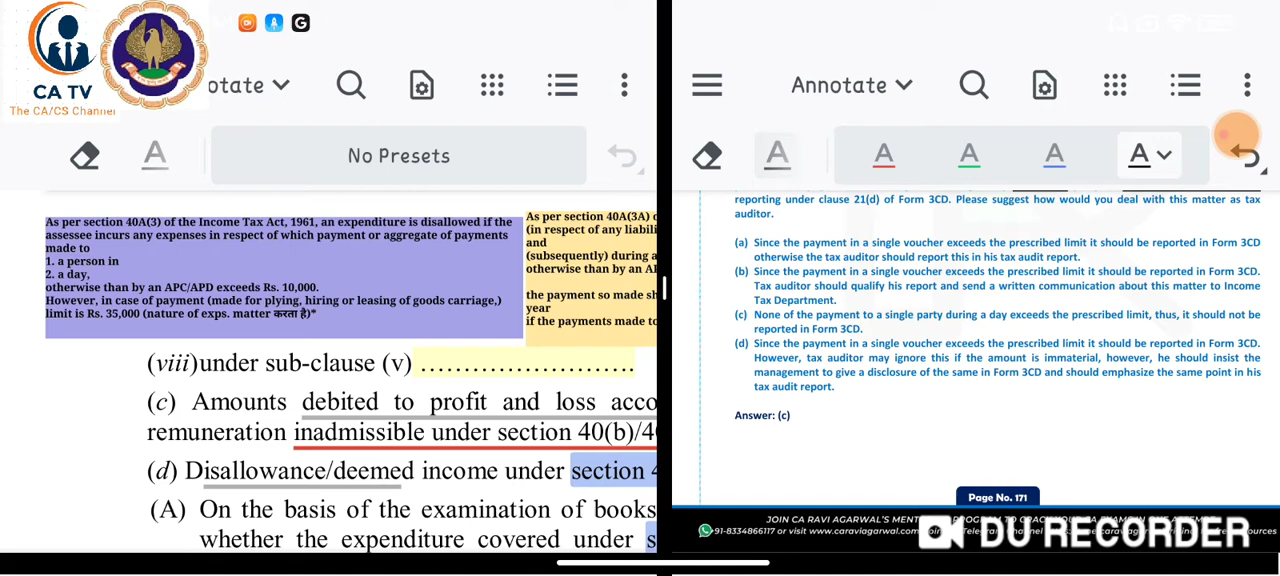 CA TV
The CA/CS Channel
otate
No Presets
As per section 40A(3) of the Income Tax Act, 1961, an expenditure is disallowed if the
assessee incurs any expenses in respect of which payment or aggregate of payments
made to
1. a person in
2. a day,
otherwise than by an APC/APD exceeds Rs. 10,000.
However, in case of payment (made for plying, hiring or leasing of goods carriage,)
limit is Rs. 35,000 (nature of exps. matter करता है)*
As per section 40A(3A) o
(in respect of any liabili
and
(subsequently) during a
otherwise than by an AP
the payment so made sh
year
if the payments made to
(viii) under sub-clause (v) ……………………….
(c) Amounts debited to profit and loss acco
remuneration inadmissible under section 40(b)/40
(d) Disallowance/deemed income under section 4
(A) On the basis of the examination of books
whether the expenditure covered under s
Annotate
A
A
A
A
A
reporting under clause 21(d) of Form 3CD. Please suggest how would you deal with this matter as tax
auditor.
(a) Since the payment in a single voucher exceeds the prescribed limit it should be reported in Form 3CD
otherwise the tax auditor should report this in his tax audit report.
(b) Since the payment in a single voucher exceeds the prescribed limit it should be reported in Form 3CD.
Tax auditor should qualify his report and send a written communication about this matter to Income
Tax Department.
(c) None of the payment to a single party during a day exceeds the prescribed limit, thus, it should not be
reported in Form 3CD.
(d) Since the payment in a single voucher exceeds the prescribed limit it should be reported in Form 3CD.
However, tax auditor may ignore this if the amount is immaterial, however, he should insist the
management to give a disclosure of the same in Form 3CD and should emphasize the same point in his
tax audit report.
Answer: (c)
Page No. 171
JOIN CA RAVI AGARWAL'S
+91-8334866117 or visit www.caraviagarwal.co
DU RECORDER